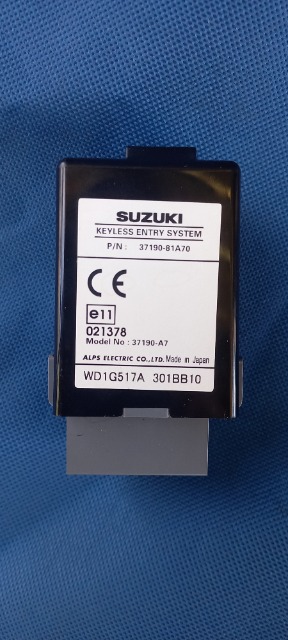 SUZUKI
KEYLESS ENTRY SYSTEM
P/N : 37190-81A70
CE
e11
021378
Model No : 37190-A7
ALPS ELECTRIC CO.,LTD. Made in Japan
WD1G517A 301BB10